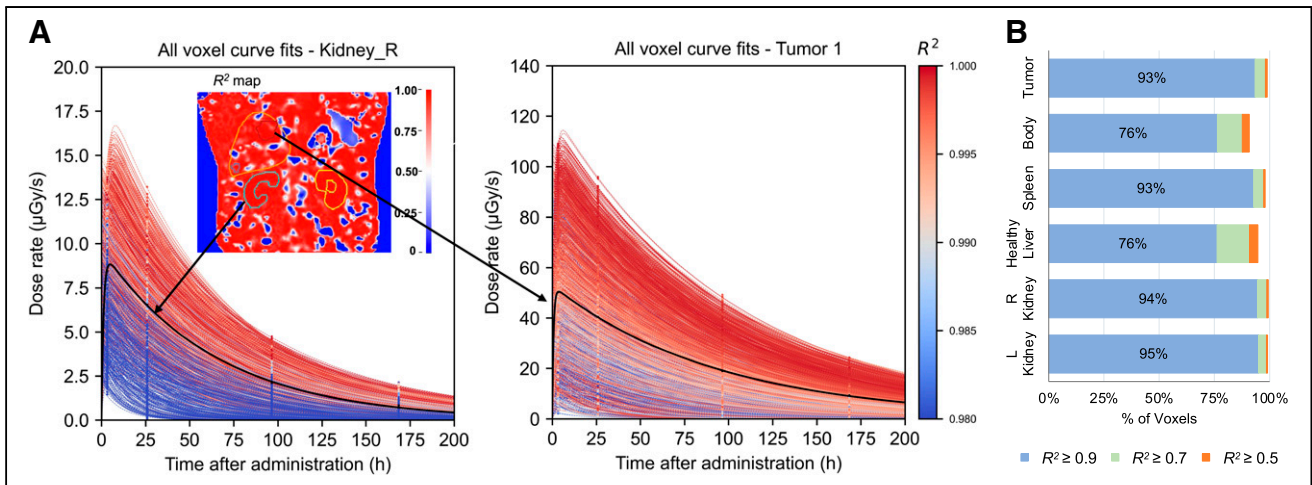 A
All voxel curve fits - Kidney_R
20.0
17.5
15.0
12.5
10.0
7.5
5.0
2.5
0.0
Dose rate (µGy/s)
0 25 50 75 100 125 150 175 200
Time after administration (h)
R² map
1.00
0.75
0.50
0.25
0
All voxel curve fits - Tumor 1
140
120
100
80
60
40
20
0
Dose rate (µGy/s)
0 25 50 75 100 125 150 175 200
Time after administration (h)
R²
1.000
0.995
0.990
0.985
0.980
B
Tumor
93%
Body
76%
Spleen
93%
Healthy
Liver
76%
R
Kidney
94%
L
Kidney
95%
0% 25% 50% 75% 100%
% of Voxels
R² ≥ 0.9 R² ≥ 0.7 R² ≥ 0.5